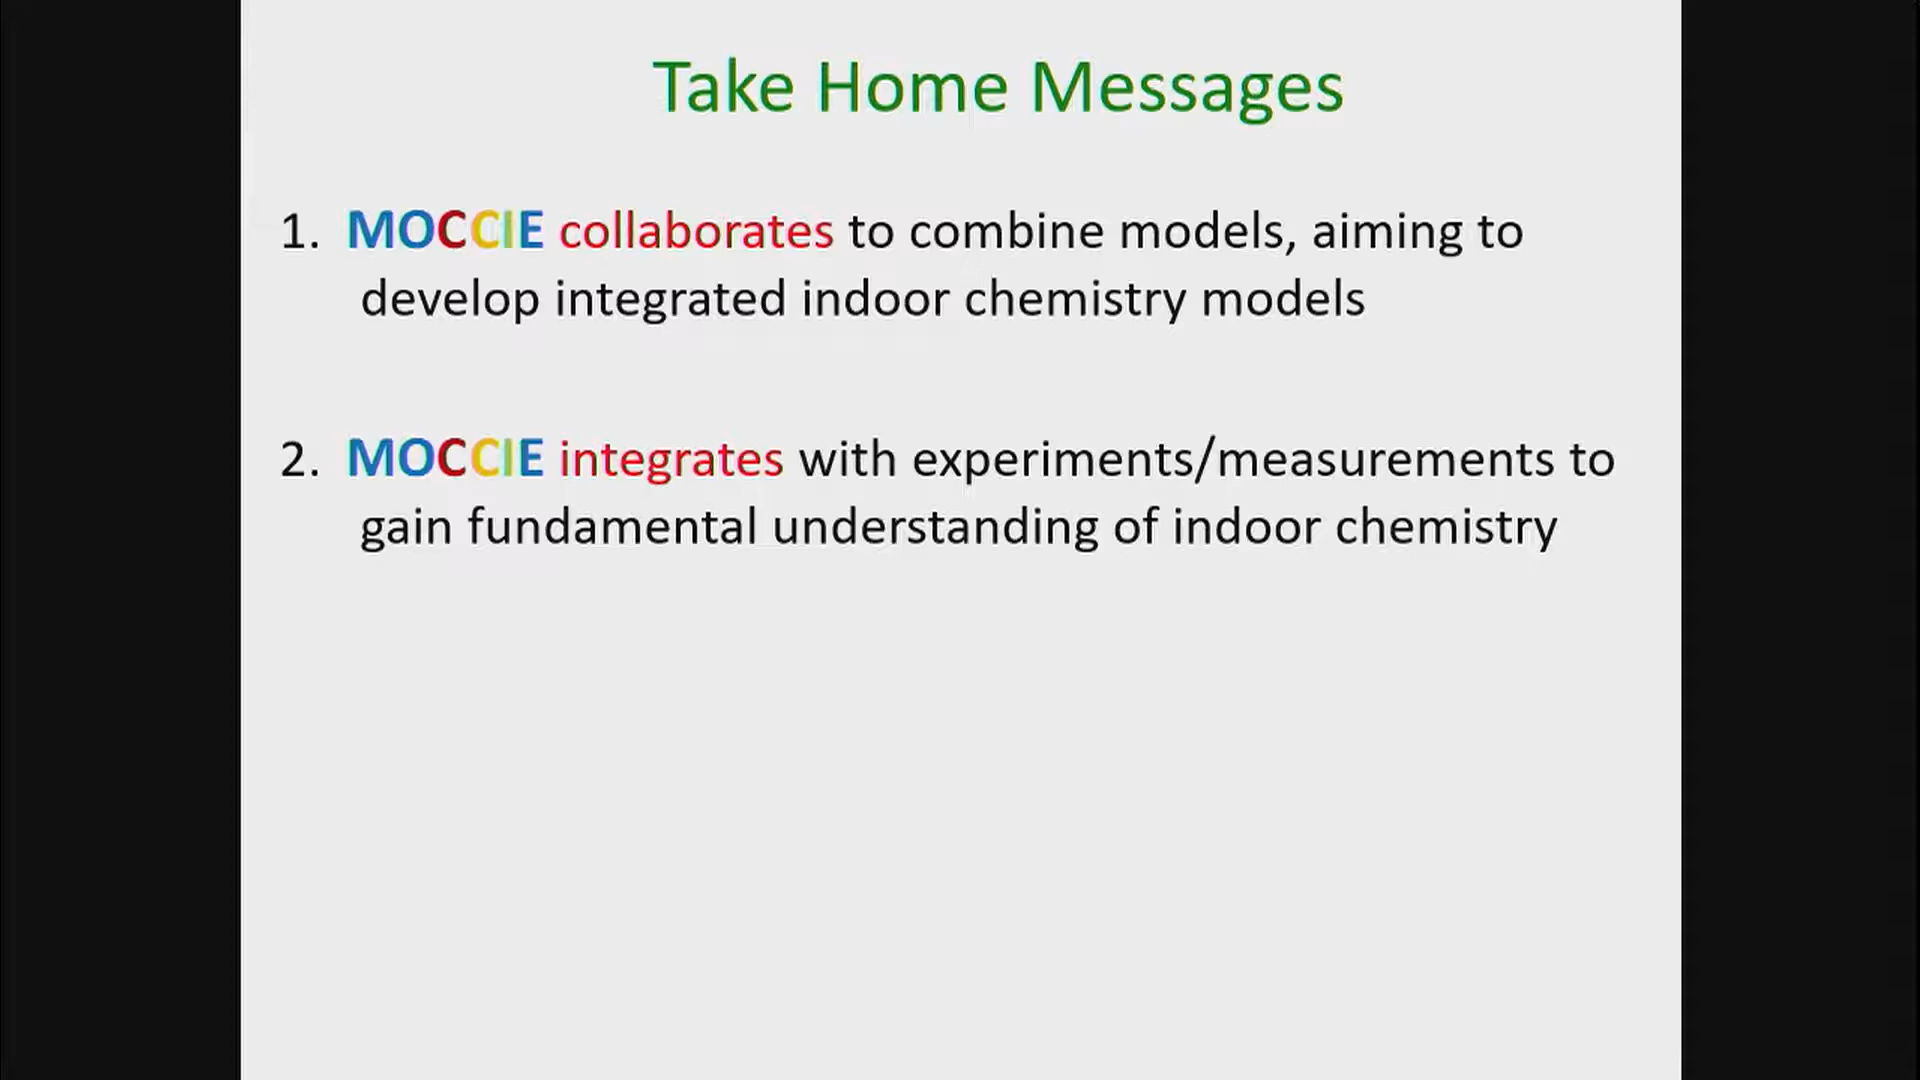 Take Home Messages
1. MOCCIE collaborates to combine models, aiming to
develop integrated indoor chemistry models
2. MOCCIE integrates with experiments/measurements to
gain fundamental understanding of indoor chemistry